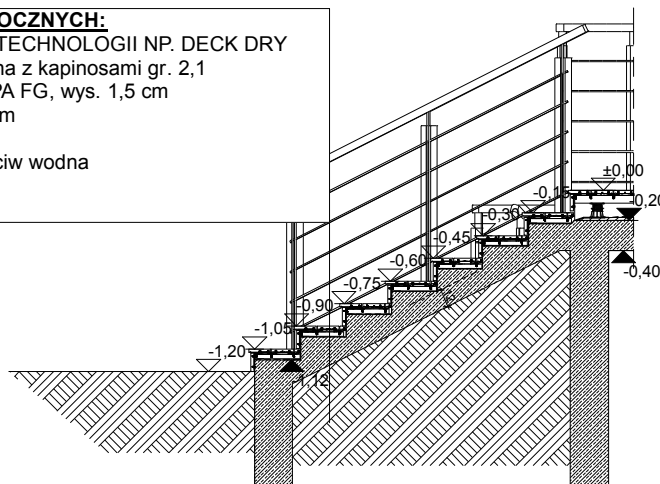 OCZNYCH:
TECHNOLOGII NP. DECK DRY
na z kapinosami gr. 2,1
PA FG, wys. 1,5 cm
m
ciw wodna
±0,00
-0,20
-0,15
-0,30
-0,45
-0,60
-0,40
-0,75
-0,90
-1,05
-1,20
-1,12